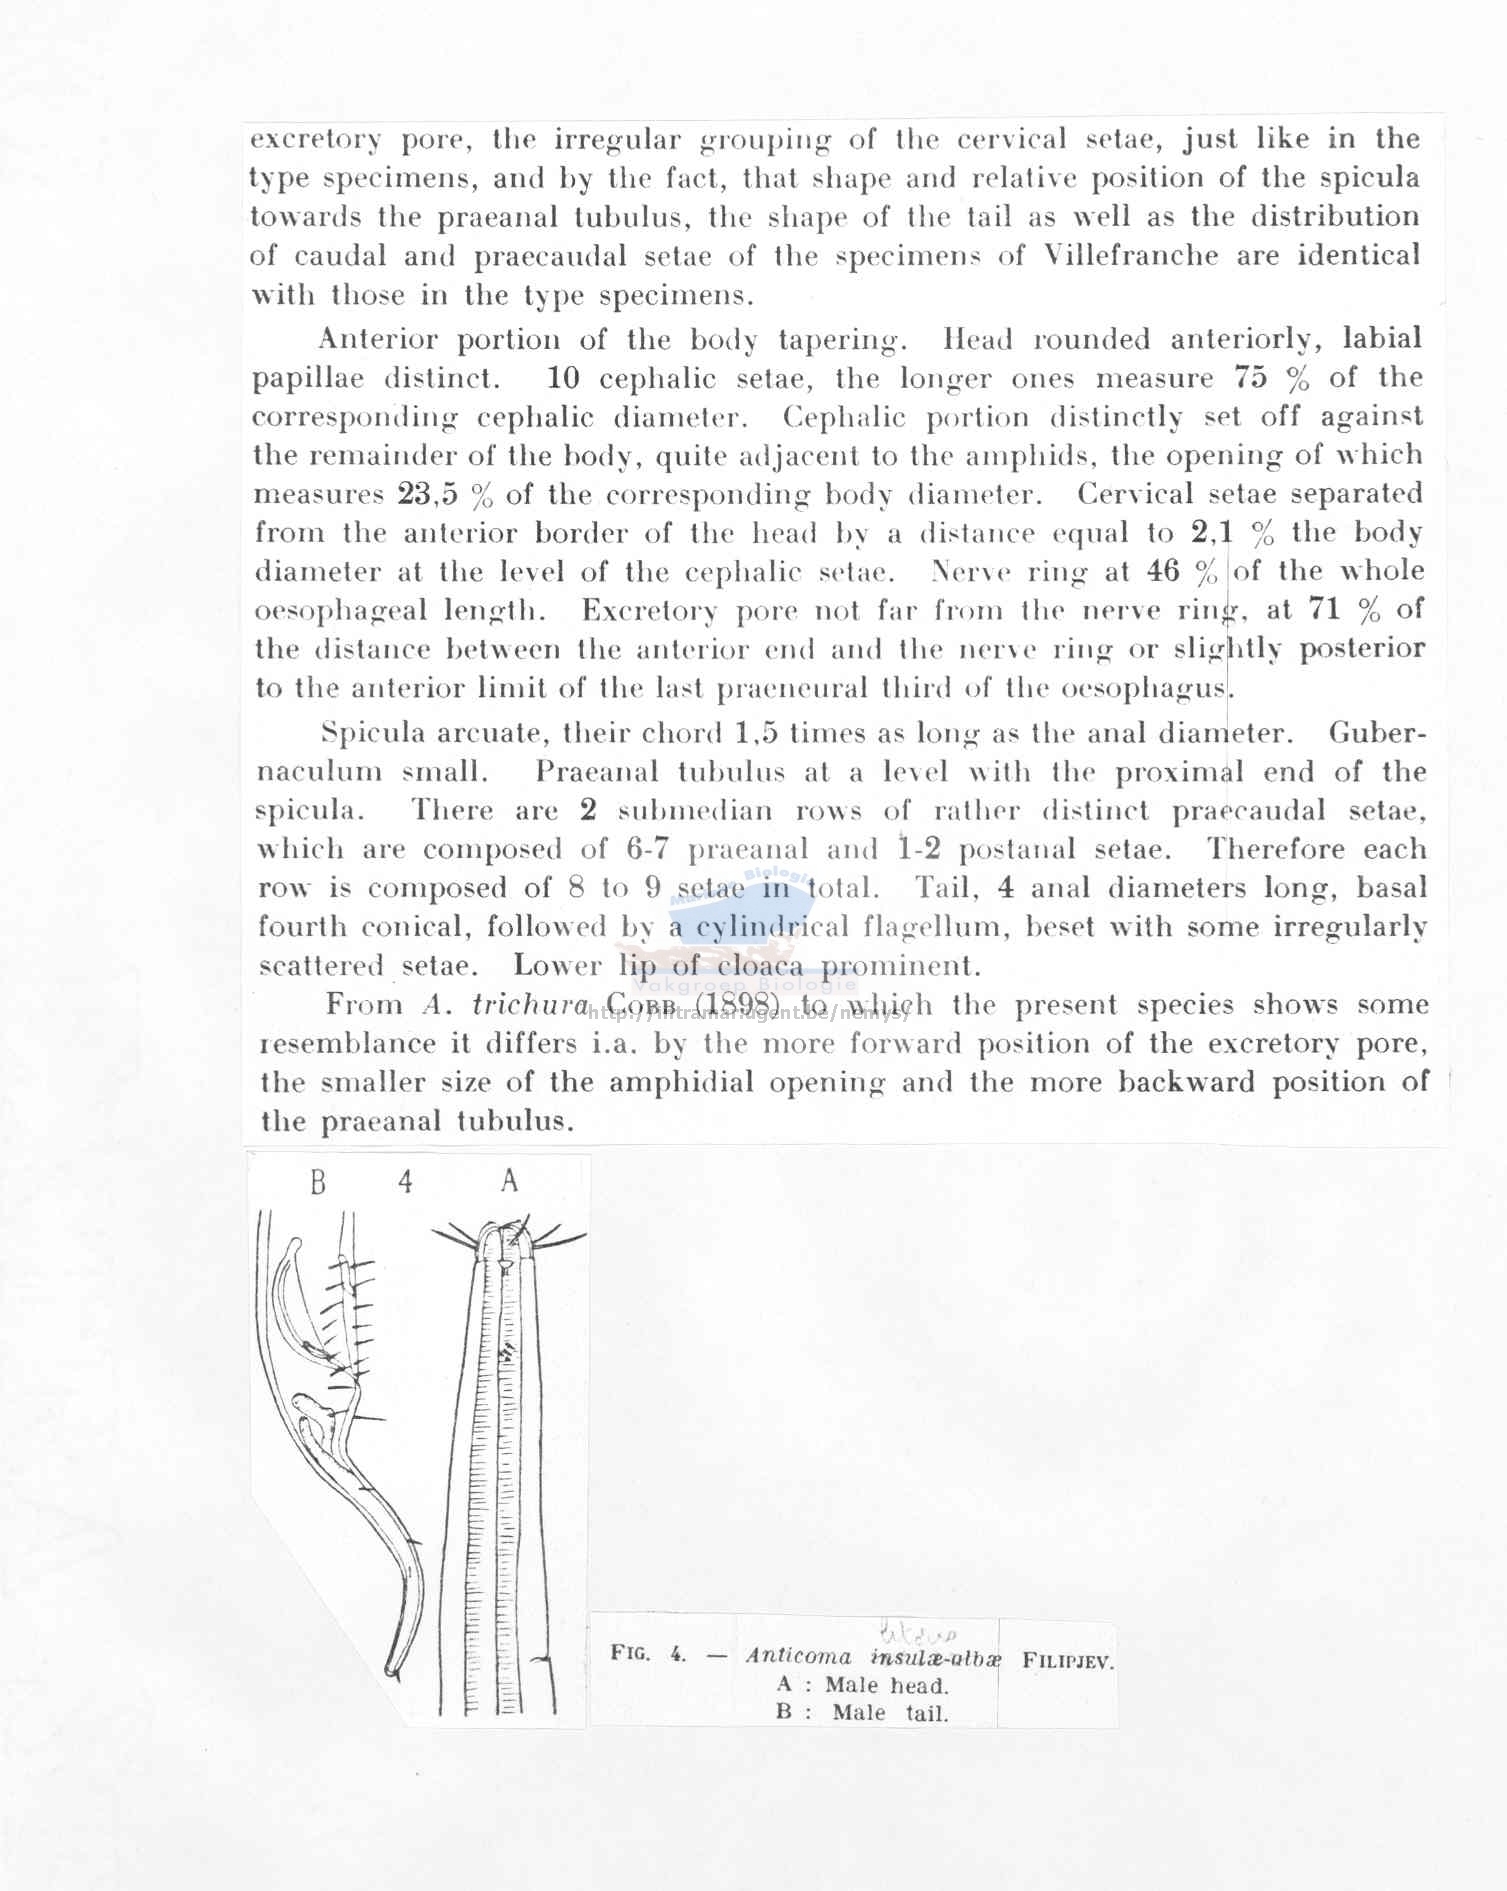 excretory pore, the irregular grouping of the cervical setae, just like in the
type specimens, and by the fact, that shape and relative position of the spicula
towards the praeanal tubulus, the shape of the tail as well as the distribution
of caudal and praecaudal setae of the specimens of Villefranche are identical
with those in the type specimens.
Anterior portion of the body tapering. Head rounded anteriorly, labial
papillae distinct. 10 cephalic setae, the longer ones measure 75 % of the
corresponding cephalic diameter. Cephalic portion distinctly set off against
the remainder of the body, quite adjacent to the amphids, the opening of which
measures 23,5 % of the corresponding body diameter. Cervical setae separated
from the anterior border of the head by a distance equal to 2,1 % the body
diameter at the level of the cephalic setae. Nerve ring at 46 % of the whole
oesophageal length. Excretory pore not far from the nerve ring, at 71 % of
the distance between the anterior end and the nerve ring or slightly posterior
to the anterior limit of the last praeneural third of the oesophagus.
Spicula arcuate, their chord 1,5 times as long as the anal diameter. Guber-
naculum small. Praeanal tubulus at a level with the proximal end of the
spicula. There are 2 submedian rows of rather distinct praecaudal setae,
which are composed of 6-7 praeanal and 1-2 postanal setae. Therefore each
row is composed of 8 to 9 setae in total. Tail, 4 anal diameters long, basal
fourth conical, followed by a cylindrical flagellum, beset with some irregularly
scattered setae. Lower lip of cloaca prominent.
Vakgroep Biologie
From A. trichura COBB (1898) to which the present species shows some
resemblance it differs i.a. by the more forward position of the excretory pore,
the smaller size of the amphidial opening and the more backward position of
the praeanal tubulus.
B 4 A
FIG. 4. — Anticoma insulæ-albæ FILIPJEV.
A : Male head.
B : Male tail.